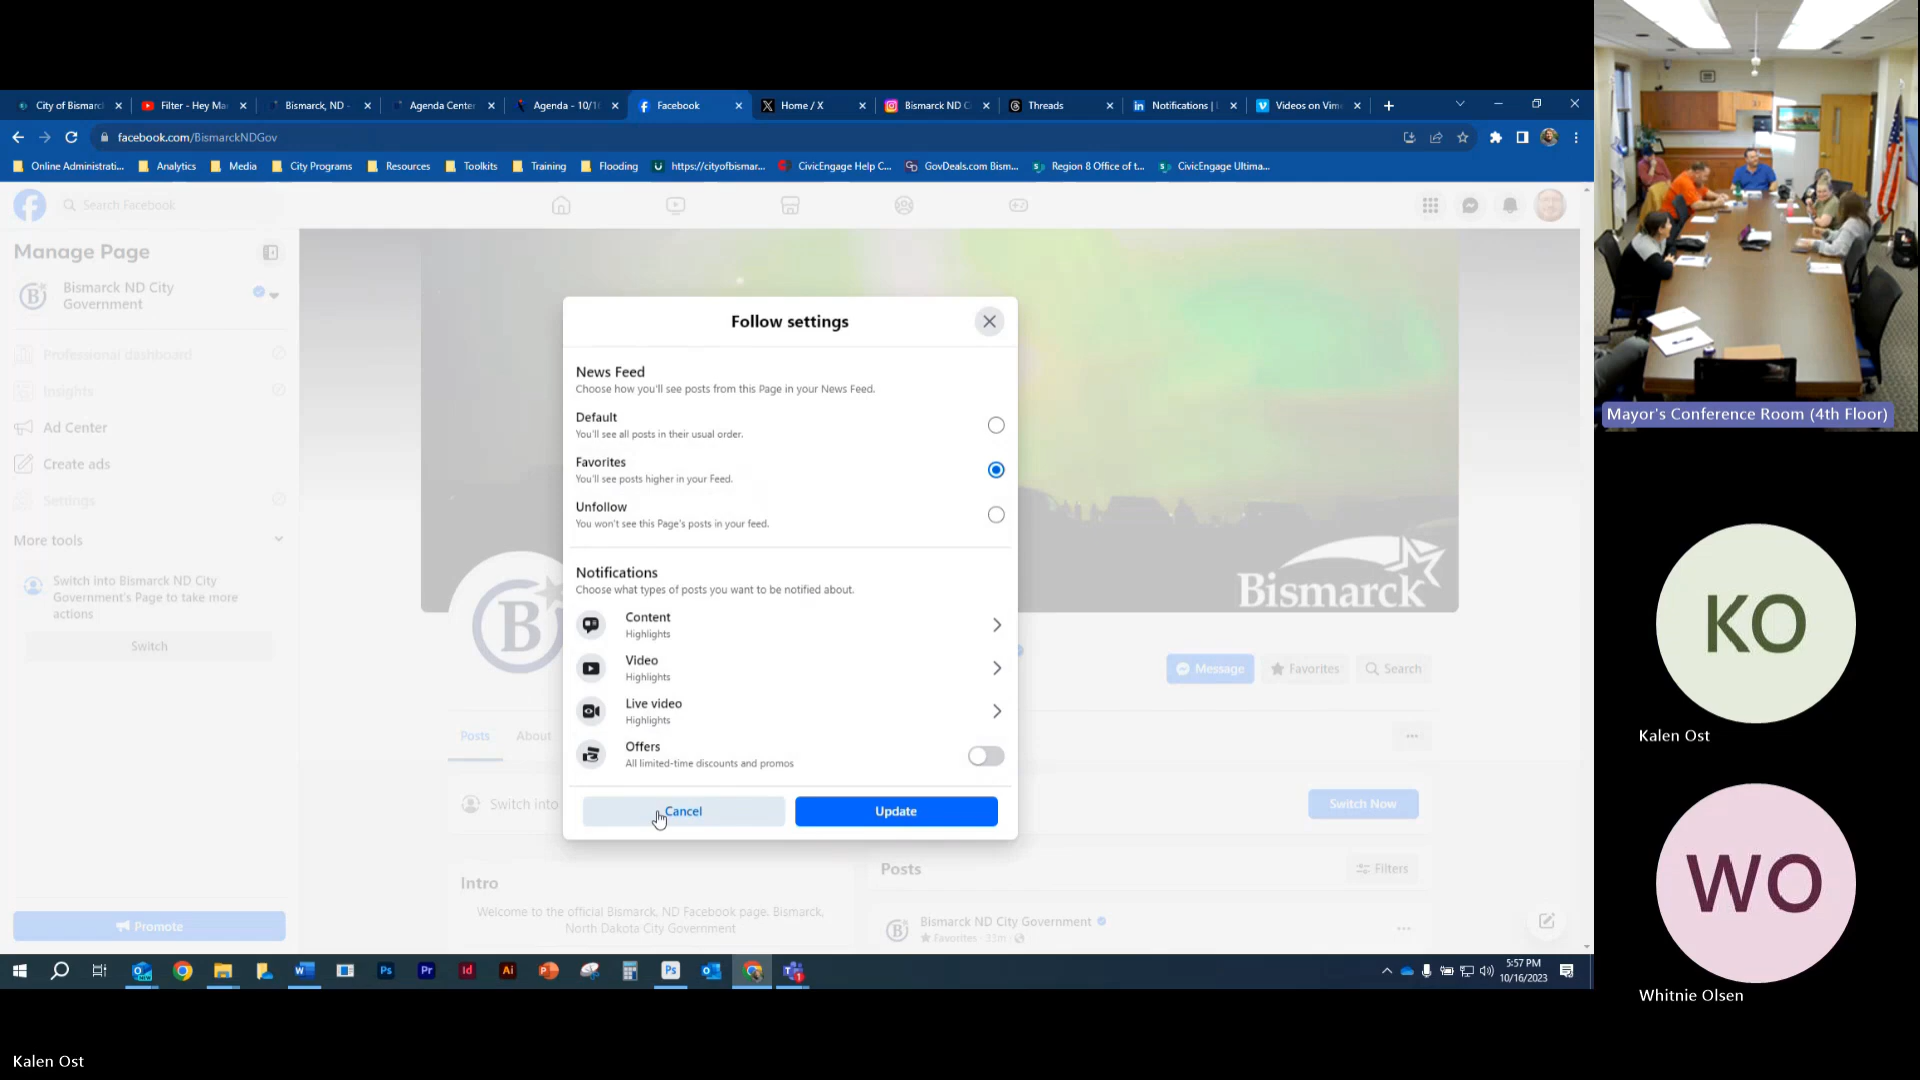 City of Bismarc
Filter - Hey Ma
Bismarck, ND -
Agenda Center
Agenda - 10/1
Facebook
Home / X
Bismarck ND C
Threads
Notifications |
Videos on Vim
facebook.com/BismarckNDGov
Online Administrati...
Analytics
Media
City Programs
Resources
Toolkits
Training
Flooding
https://cityofbismar...
CivicEngage Help C...
GovDeals.com Bism...
Region 8 Office of t...
CivicEngage Ultima...
Search Facebook
Manage Page
Bismarck ND City
Government
Professional dashboard
Insights
Ad Center
Create ads
Settings
More tools
Switch into Bismarck ND City
Government's Page to take more
actions
Switch
Promote
Follow settings
News Feed
Choose how you'll see posts from this Page in your News Feed.
Default
You'll see all posts in their usual order.
Favorites
You'll see posts higher in your Feed.
Unfollow
You won't see this Page's posts in your feed.
Notifications
Choose what types of posts you want to be notified about.
Content
Highlights
Video
Highlights
Live video
Highlights
Offers
All limited-time discounts and promos
Cancel
Update
B
Bismarck
Message
Favorites
Search
Posts
About
Switch into
Switch Now
Intro
Welcome to the official Bismarck, ND Facebook page. Bismarck,
North Dakota City Government
Posts
Filters
Bismarck ND City Government
Favorites · 33m
5:57 PM
10/16/2023
Mayor's Conference Room (4th Floor)
KO
Kalen Ost
WO
Whitnie Olsen
Kalen Ost